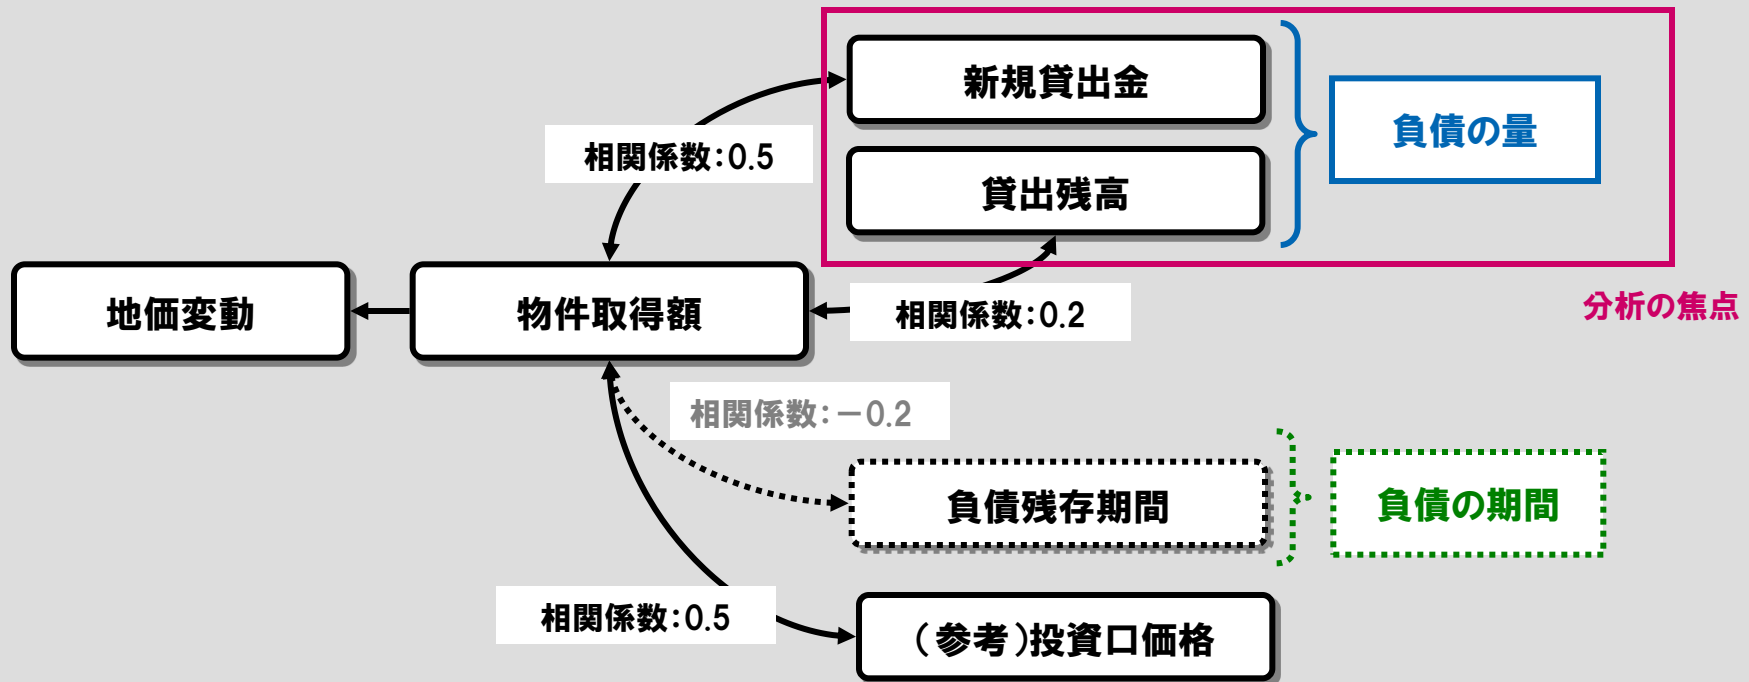 新規貸出金
負債の量
相関係数：0.5
貸出残高
地価変動
物件取得額
相関係数：0.2
分析の焦点
相関係数：－0.2
負債残存期間
負債の期間
相関係数：0.5
（参考）投資口価格